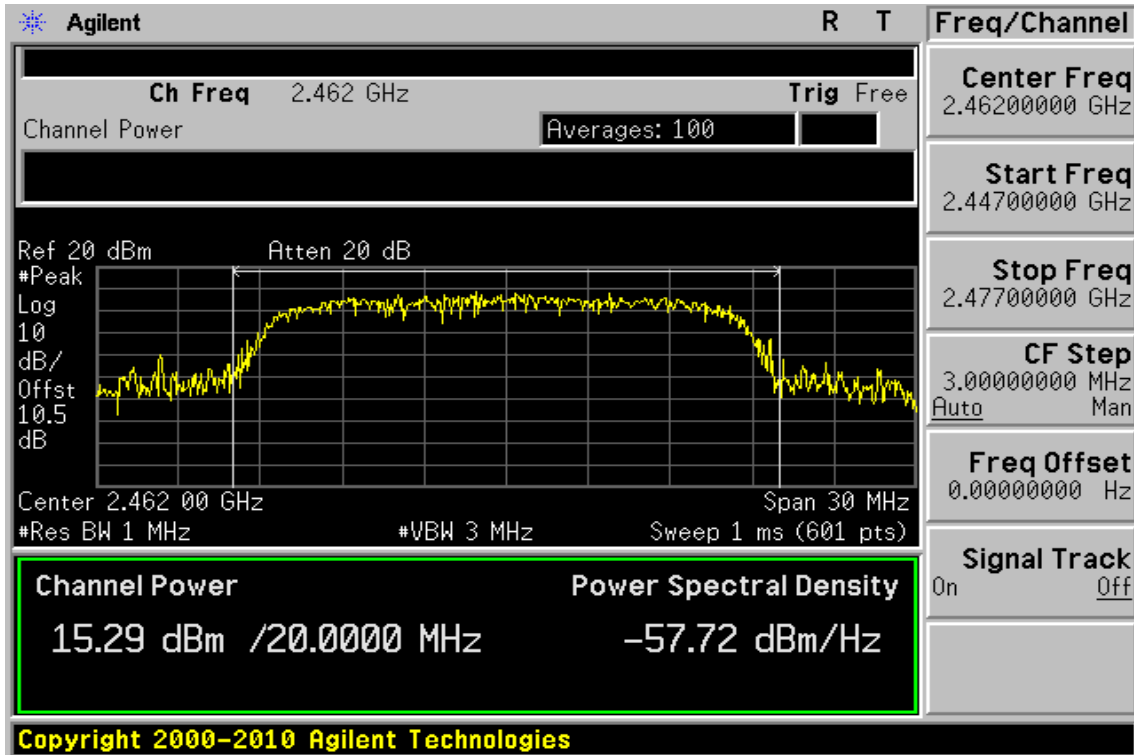 Agilent
R T
Freq/Channel
Ch Freq 2.462 GHz
Trig Free
Channel Power
Averages: 100
Ref 20 dBm
Atten 20 dB
#Peak
Log
10
dB/
Offst
10.5
dB
Center 2.462 00 GHz
Span 30 MHz
#Res BW 1 MHz
#VBW 3 MHz
Sweep 1 ms (601 pts)
Channel Power
Power Spectral Density
15.29 dBm /20.0000 MHz
-57.72 dBm/Hz
Center Freq
2.46200000 GHz
Start Freq
2.44700000 GHz
Stop Freq
2.47700000 GHz
CF Step
3.00000000 MHz
Auto Man
Freq Offset
0.00000000 Hz
Signal Track
On Off
Copyright 2000-2010 Agilent Technologies